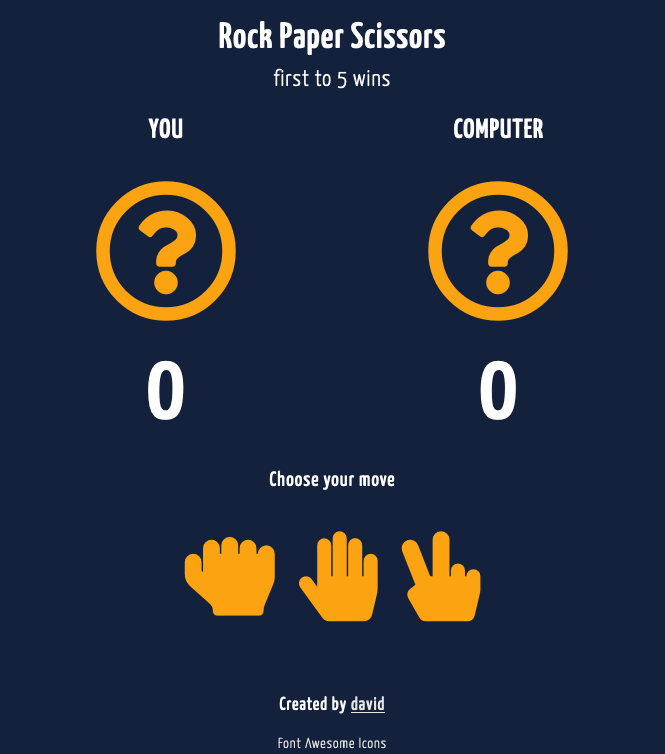 Rock Paper Scissors
first to 5 wins
YOU
COMPUTER
?
?
0
0
Choose your move
Created by david
Font Awesome Icons